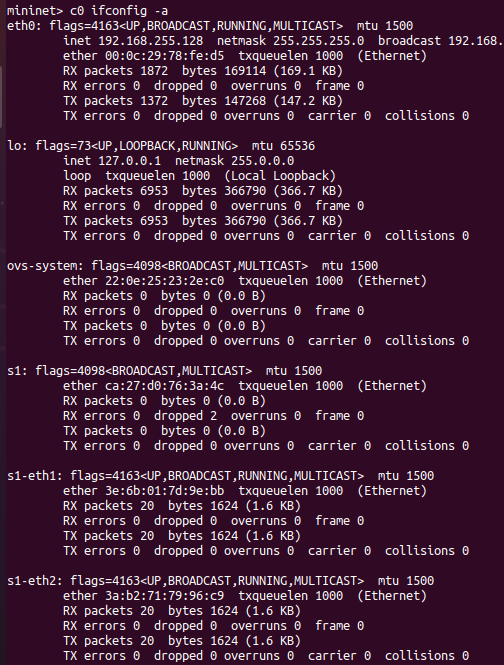 mininet> c0 ifconfig -a
eth0: flags=4163<UP,BROADCAST,RUNNING,MULTICAST>  mtu 1500
        inet 192.168.255.128  netmask 255.255.255.0  broadcast 192.168.
        ether 00:0c:29:78:fe:d5  txqueuelen 1000  (Ethernet)
        RX packets 1872  bytes 169114 (169.1 KB)
        RX errors 0  dropped 0  overruns 0  frame 0
        TX packets 1372  bytes 147268 (147.2 KB)
        TX errors 0  dropped 0 overruns 0  carrier 0  collisions 0

lo: flags=73<UP,LOOPBACK,RUNNING>  mtu 65536
        inet 127.0.0.1  netmask 255.0.0.0
        loop  txqueuelen 1000  (Local Loopback)
        RX packets 6953  bytes 366790 (366.7 KB)
        RX errors 0  dropped 0  overruns 0  frame 0
        TX packets 6953  bytes 366790 (366.7 KB)
        TX errors 0  dropped 0 overruns 0  carrier 0  collisions 0

ovs-system: flags=4098<BROADCAST,MULTICAST>  mtu 1500
        ether 22:0e:25:23:2e:c0  txqueuelen 1000  (Ethernet)
        RX packets 0  bytes 0 (0.0 B)
        RX errors 0  dropped 0  overruns 0  frame 0
        TX packets 0  bytes 0 (0.0 B)
        TX errors 0  dropped 0 overruns 0  carrier 0  collisions 0

s1: flags=4098<BROADCAST,MULTICAST>  mtu 1500
        ether ca:27:d0:76:3a:4c  txqueuelen 1000  (Ethernet)
        RX packets 0  bytes 0 (0.0 B)
        RX errors 0  dropped 2  overruns 0  frame 0
        TX packets 0  bytes 0 (0.0 B)
        TX errors 0  dropped 0 overruns 0  carrier 0  collisions 0

s1-eth1: flags=4163<UP,BROADCAST,RUNNING,MULTICAST>  mtu 1500
        ether 3e:6b:01:7d:9e:bb  txqueuelen 1000  (Ethernet)
        RX packets 20  bytes 1624 (1.6 KB)
        RX errors 0  dropped 0  overruns 0  frame 0
        TX packets 20  bytes 1624 (1.6 KB)
        TX errors 0  dropped 0 overruns 0  carrier 0  collisions 0

s1-eth2: flags=4163<UP,BROADCAST,RUNNING,MULTICAST>  mtu 1500
        ether 3a:b2:71:79:96:c9  txqueuelen 1000  (Ethernet)
        RX packets 20  bytes 1624 (1.6 KB)
        RX errors 0  dropped 0  overruns 0  frame 0
        TX packets 20  bytes 1624 (1.6 KB)
        TX errors 0  dropped 0 overruns 0  carrier 0  collisions 0